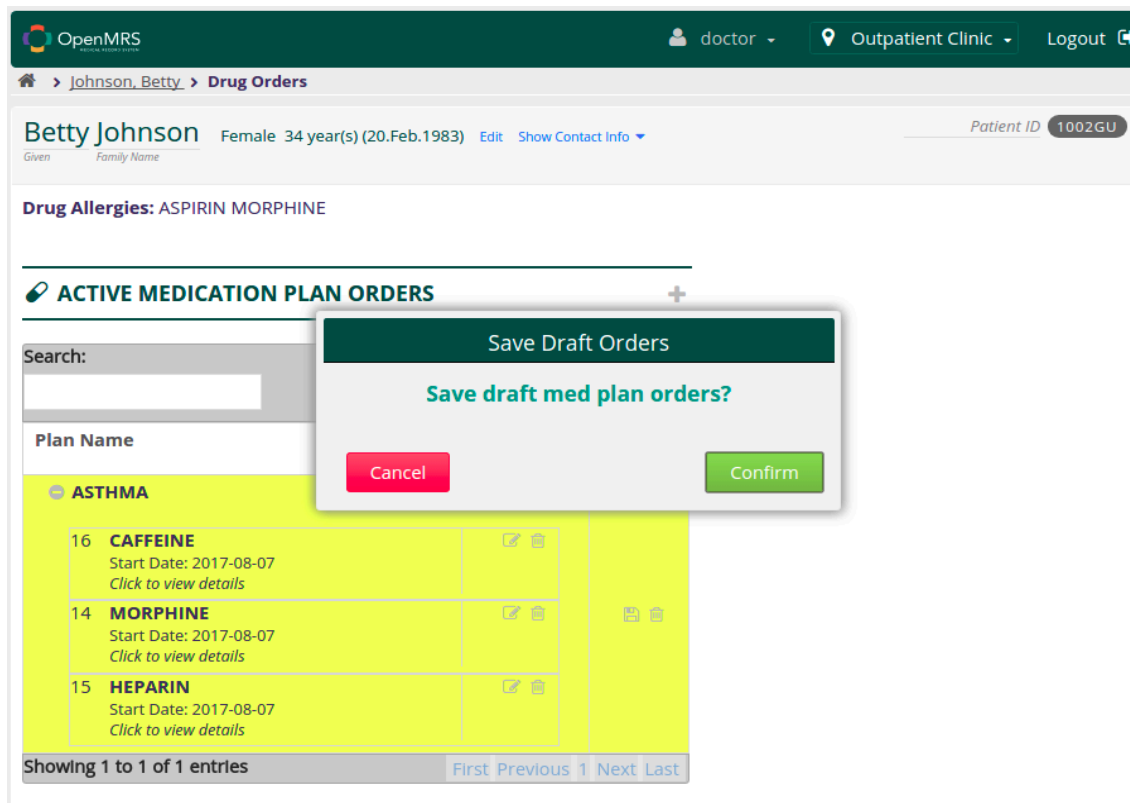 OpenMRS
doctor
Outpatient Clinic
Logout
Johnson, Betty > Drug Orders
Betty Johnson Female 34 year(s) (20.Feb.1983) Edit Show Contact Info
Patient ID 1002GU
Given Family Name
Drug Allergies: ASPIRIN MORPHINE
ACTIVE MEDICATION PLAN ORDERS
Save Draft Orders
Save draft med plan orders?
Cancel Confirm
Search:
Plan Name
ASTHMA
16 CAFFEINE
Start Date: 2017-08-07
Click to view details
14 MORPHINE
Start Date: 2017-08-07
Click to view details
15 HEPARIN
Start Date: 2017-08-07
Click to view details
Showing 1 to 1 of 1 entries
First Previous 1 Next Last